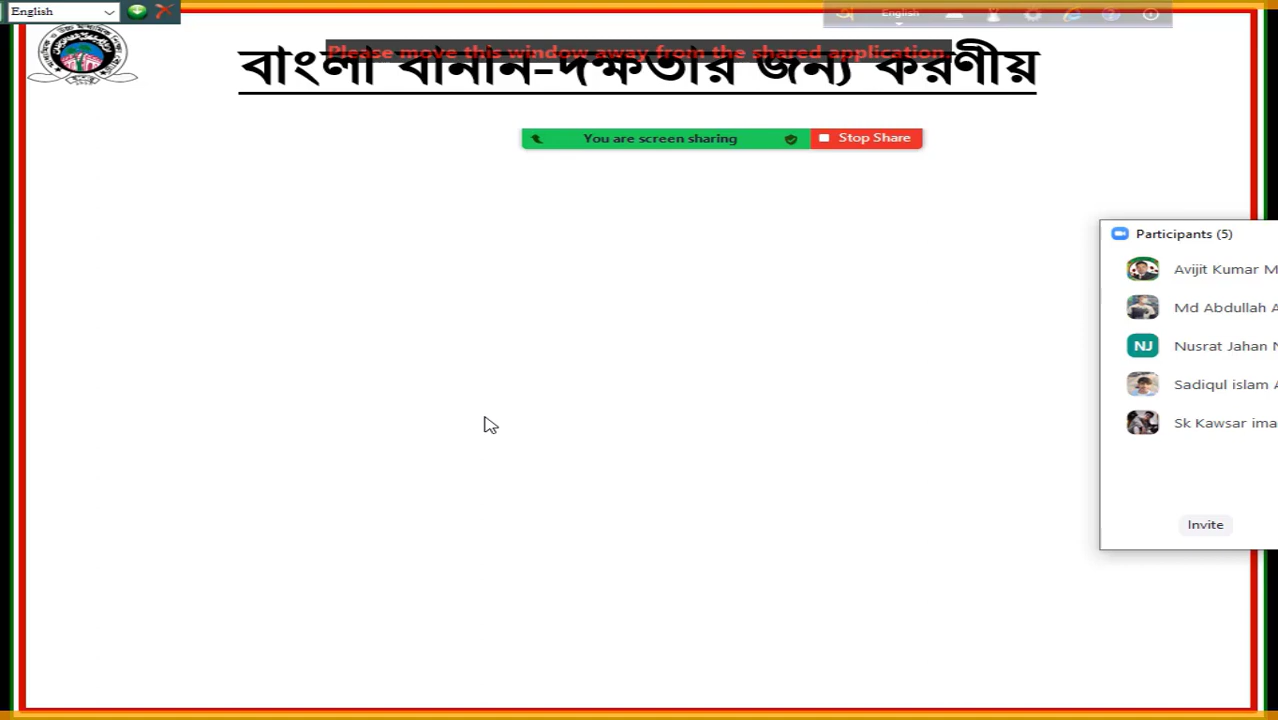 English
English
Please move this window away from the shared application.
বাংলা বানান-দক্ষতার জন্য করণীয়
You are screen sharing
Stop Share
Participants (5)
Avijit Kumar M
Md Abdullah A
NJ
Nusrat Jahan N
Sadiqul islam A
Sk Kawsar ima
Invite